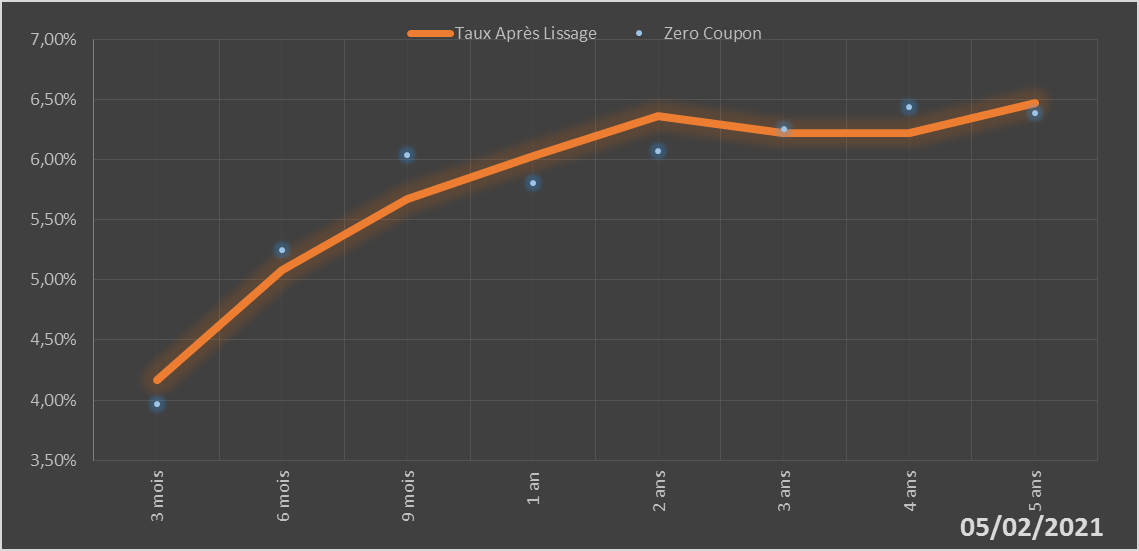 Taux Après Lissage
Zero Coupon
7,00%
6,50%
6,00%
5,50%
5,00%
4,50%
4,00%
3,50%
3 mois
6 mois
9 mois
1 an
2 ans
3 ans
4 ans
5 ans
05/02/2021